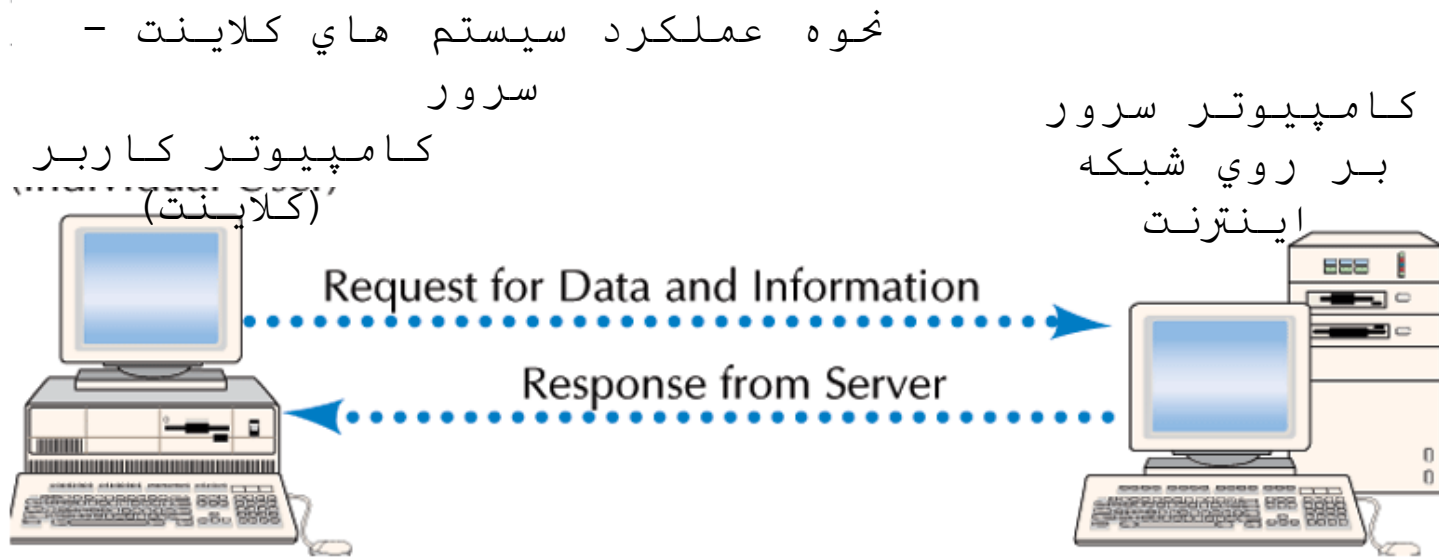 نحوه عملکرد سيستم هاي کلاينت –
سرور
کامپيوتر سرور
بر روي شبکه
اينترنت
کامپيوتر کاربر
(کلاينت)
Request for Data and Information
Response from Server